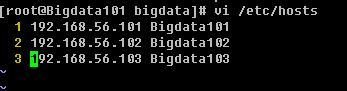 [root@Bigdata101 bigdata]# vi /etc/hosts
1 192.168.56.101 Bigdata101
2 192.168.56.102 Bigdata102
3 192.168.56.103 Bigdata103
~
~